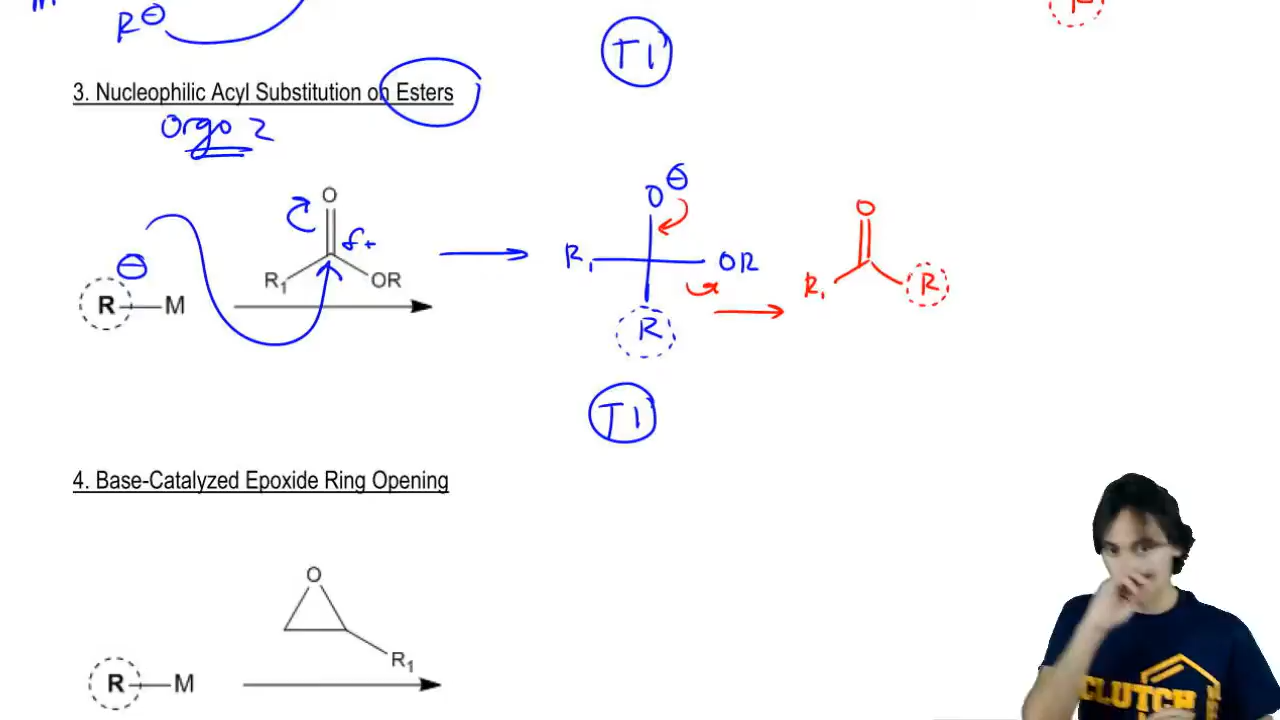 R⊖
TI
3. Nucleophilic Acyl Substitution on Esters
Orgo 2
O
δ+
R1
OR
⊖
R—M
O⊖
R1
OR
R
O
R1
R
TI
4. Base-Catalyzed Epoxide Ring Opening
O
R1
R—M
CLUTCH